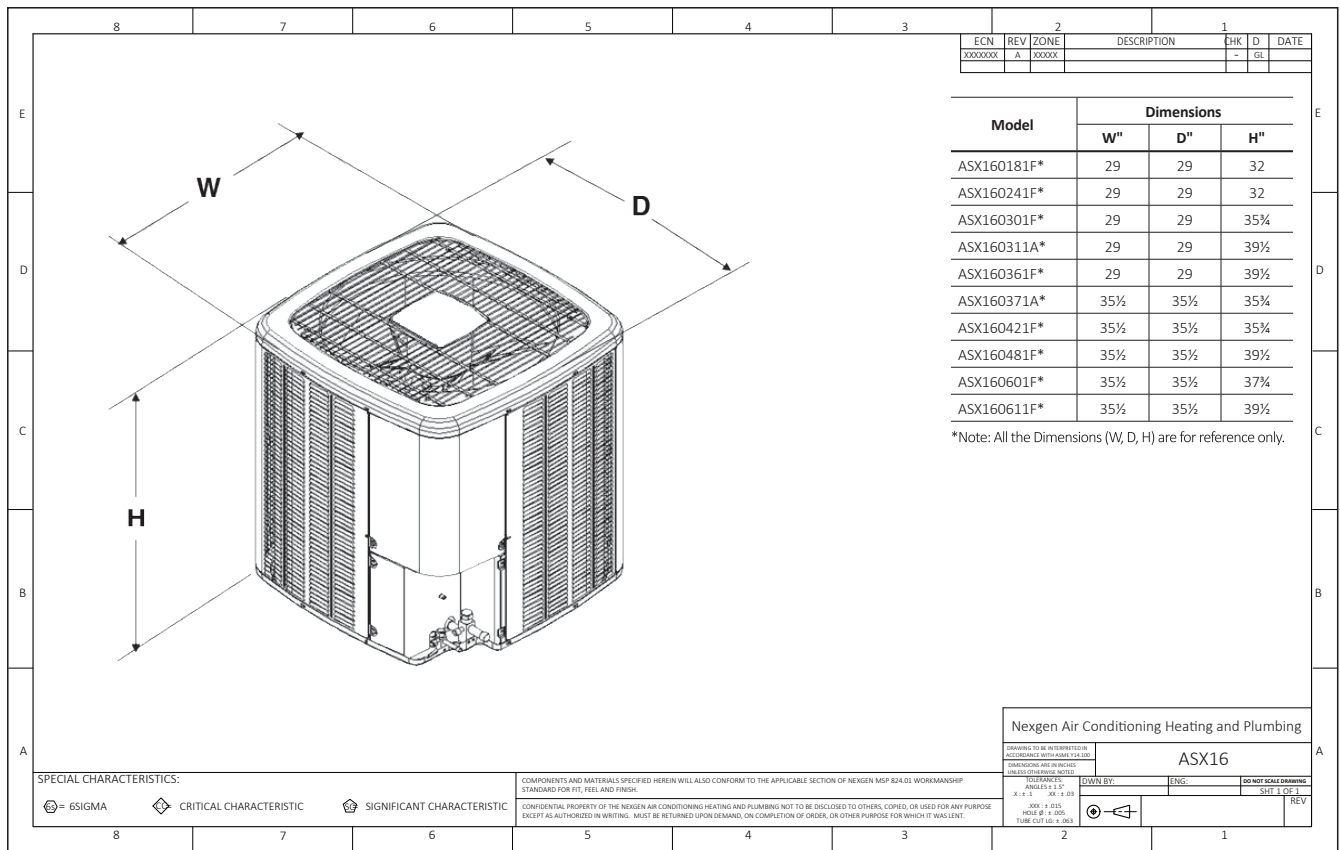 8 7 6 5 4 3 2 1
ECN REV ZONE DESCRIPTION CHK D DATE
XXXXXXX A XXXXX - GL
E E
D D
C C
B B
A A
W
D
H
Model Dimensions
W" D" H"
ASX160181F* 29 29 32
ASX160241F* 29 29 32
ASX160301F* 29 29 35¾
ASX160311A* 29 29 39½
ASX160361F* 29 29 39½
ASX160371A* 35½ 35½ 35¾
ASX160421F* 35½ 35½ 35¾
ASX160481F* 35½ 35½ 39½
ASX160601F* 35½ 35½ 37¾
ASX160611F* 35½ 35½ 39½
*Note: All the Dimensions (W, D, H) are for reference only.
SPECIAL CHARACTERISTICS:
6S = 6SIGMA CC= CRITICAL CHARACTERISTIC SIGNIFICANT CHARACTERISTIC
COMPONENTS AND MATERIALS SPECIFIED HEREIN WILL ALSO CONFORM TO THE APPLICABLE SECTION OF NEXGEN MSP 824.01 WORKMANSHIP
STANDARD FOR FIT, FEEL AND FINISH.
CONFIDENTIAL PROPERTY OF THE NEXGEN AIR CONDITIONING HEATING AND PLUMBING NOT TO BE DISCLOSED TO OTHERS, COPIED, OR USED FOR ANY PURPOSE
EXCEPT AS AUTHORIZED IN WRITING. MUST BE RETURNED UPON DEMAND, ON COMPLETION OF ORDER, OR OTHER PURPOSE FOR WHICH IT WAS LENT.
Nexgen Air Conditioning Heating and Plumbing
DRAWING TO BE INTERPRETED IN
ACCORDANCE WITH ASME Y14.100
DIMENSIONS ARE IN INCHES
UNLESS OTHERWISE NOTED
ASX16
TOLERANCES:
ANGLES ± 1.5°
.X : ± .1 .XX : ± .03
.XXX : ± .015
HOLE Ø : ± .005
TUBE CUT LG: ± .063
DWN BY: ENG: DO NOT SCALE DRAWING
SHT 1 OF 1
REV
8 7 6 5 4 3 2 1